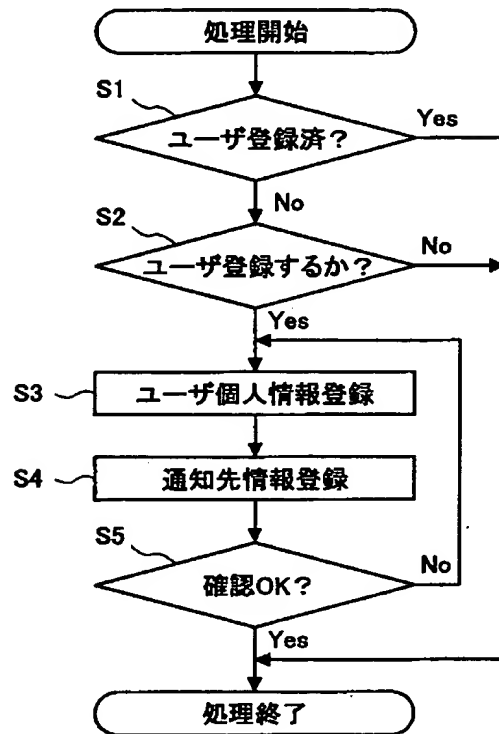 処理開始
S1
ユーザ登録済？
Yes
No
S2
ユーザ登録するか？
No
Yes
S3
ユーザ個人情報登録
S4
通知先情報登録
S5
確認OK？
No
Yes
処理終了